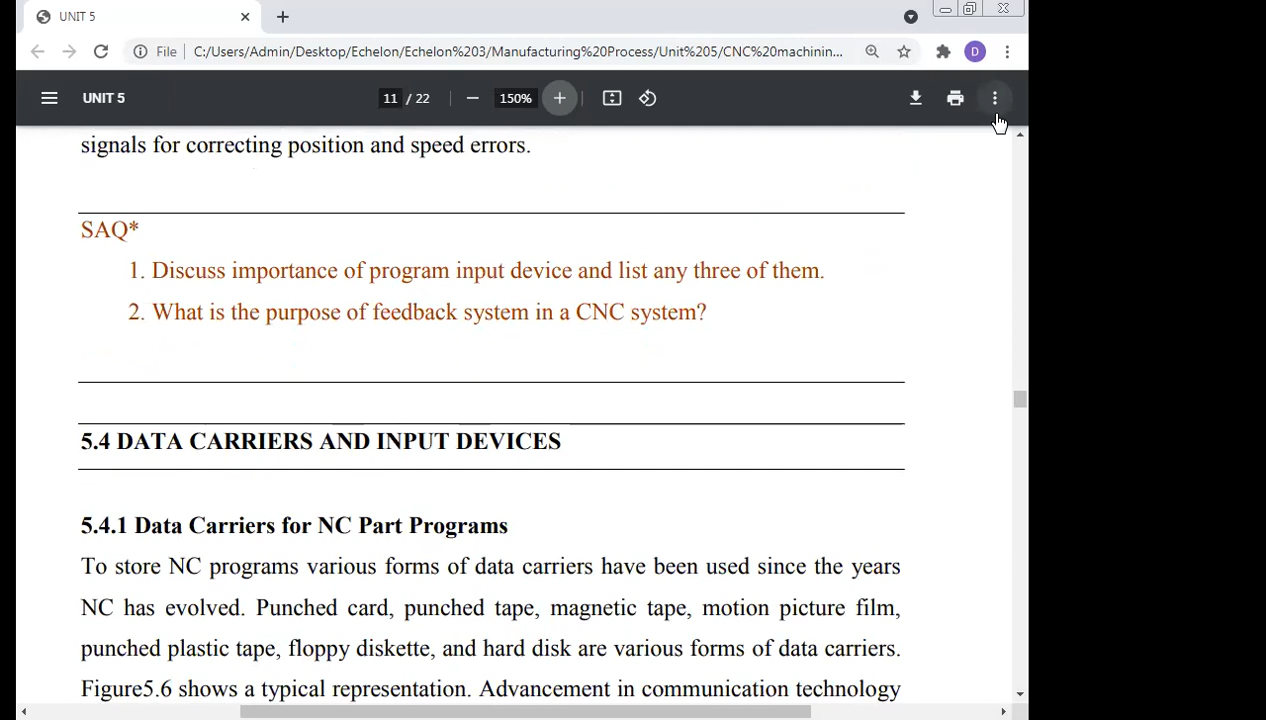 UNIT 5
File C:/Users/Admin/Desktop/Echelon/Echelon%203/Manufacturing%20Process/Unit%205/CNC%20machinin...
D
UNIT 5 11 / 22 150%
signals for correcting position and speed errors.
SAQ*
1. Discuss importance of program input device and list any three of them.
2. What is the purpose of feedback system in a CNC system?
5.4 DATA CARRIERS AND INPUT DEVICES
5.4.1 Data Carriers for NC Part Programs
To store NC programs various forms of data carriers have been used since the years
NC has evolved. Punched card, punched tape, magnetic tape, motion picture film,
punched plastic tape, floppy diskette, and hard disk are various forms of data carriers.
Figure5.6 shows a typical representation. Advancement in communication technology